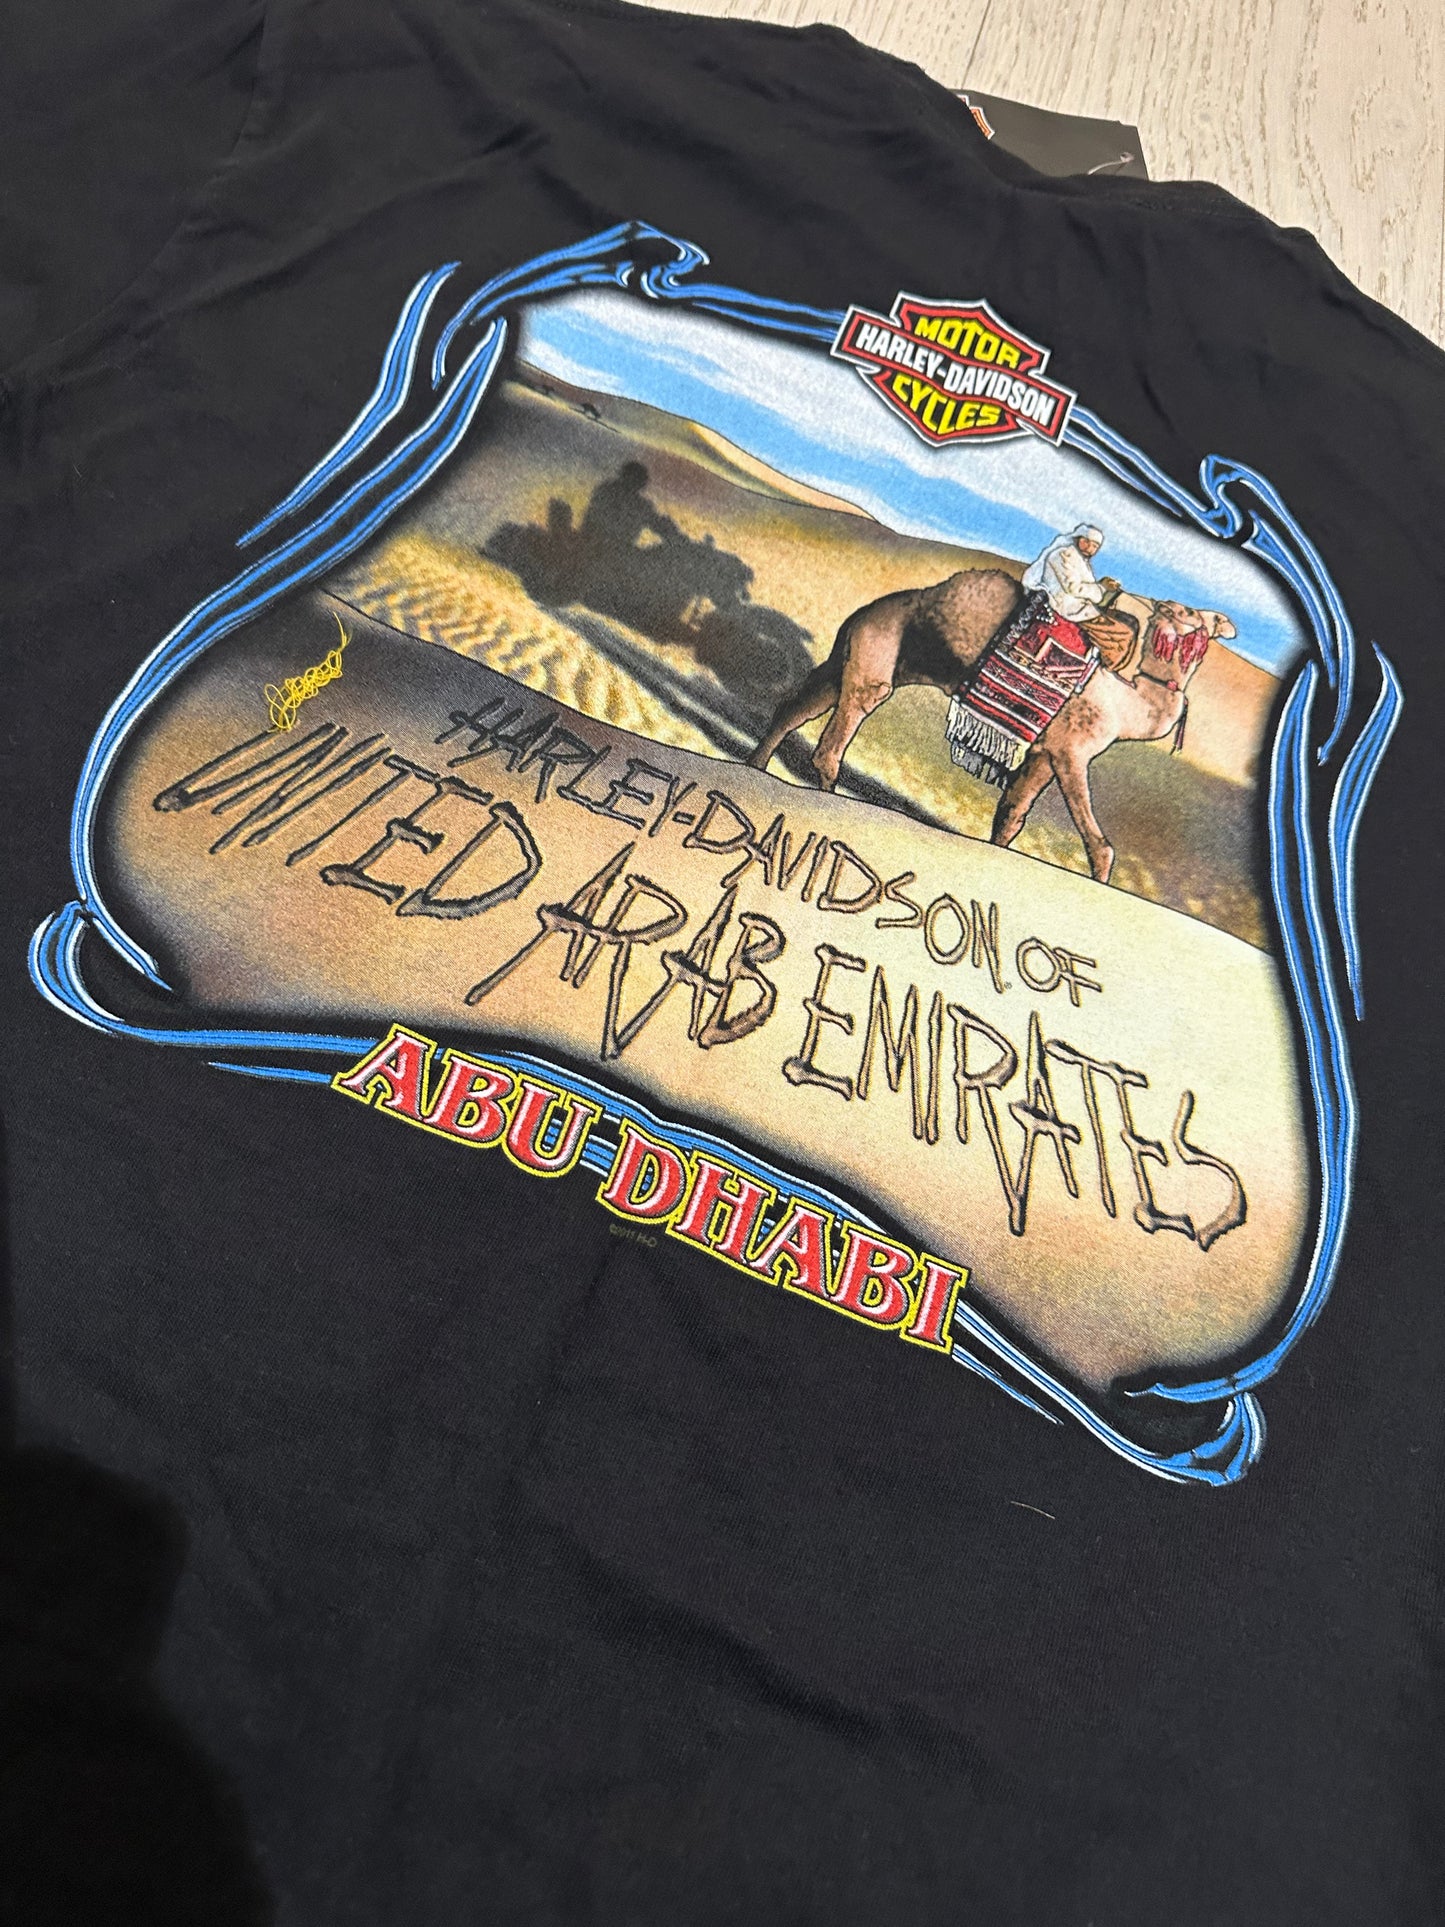 MOTOR
HARLEY-DAVIDSON
CYCLES
HARLEY-DAVIDSON® OF
UNITED ARAB EMIRATES
ABU DHABI